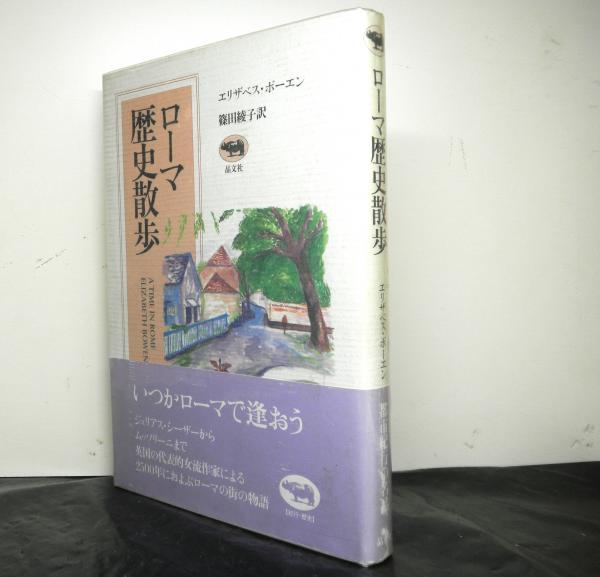 ローマ
歴史散歩
A TIME IN ROME
ELIZABETH BOWEN
エリザベス・ボーエン
篠田綾子訳
晶文社
いつかローマで逢おう
ジュリアス・シーザーから
ムッソリーニまで
英国の代表的女流作家による
2500年におよぶローマの街の物語
【紀行・歴史】
ローマ歴史散歩
エリザベス・ボーエン